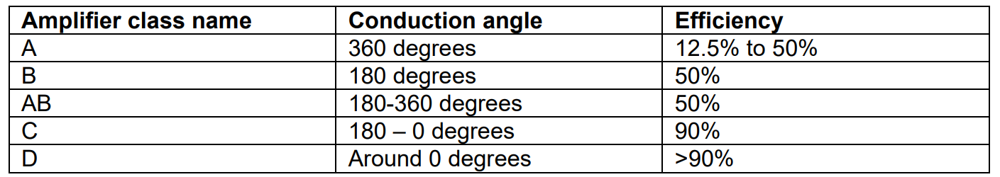 Amplifier class name Conduction angle Efficiency
A 360 degrees 12.5% to 50%
B 180 degrees 50%
AB 180-360 degrees 50%
C 180 – 0 degrees 90%
D Around 0 degrees >90%